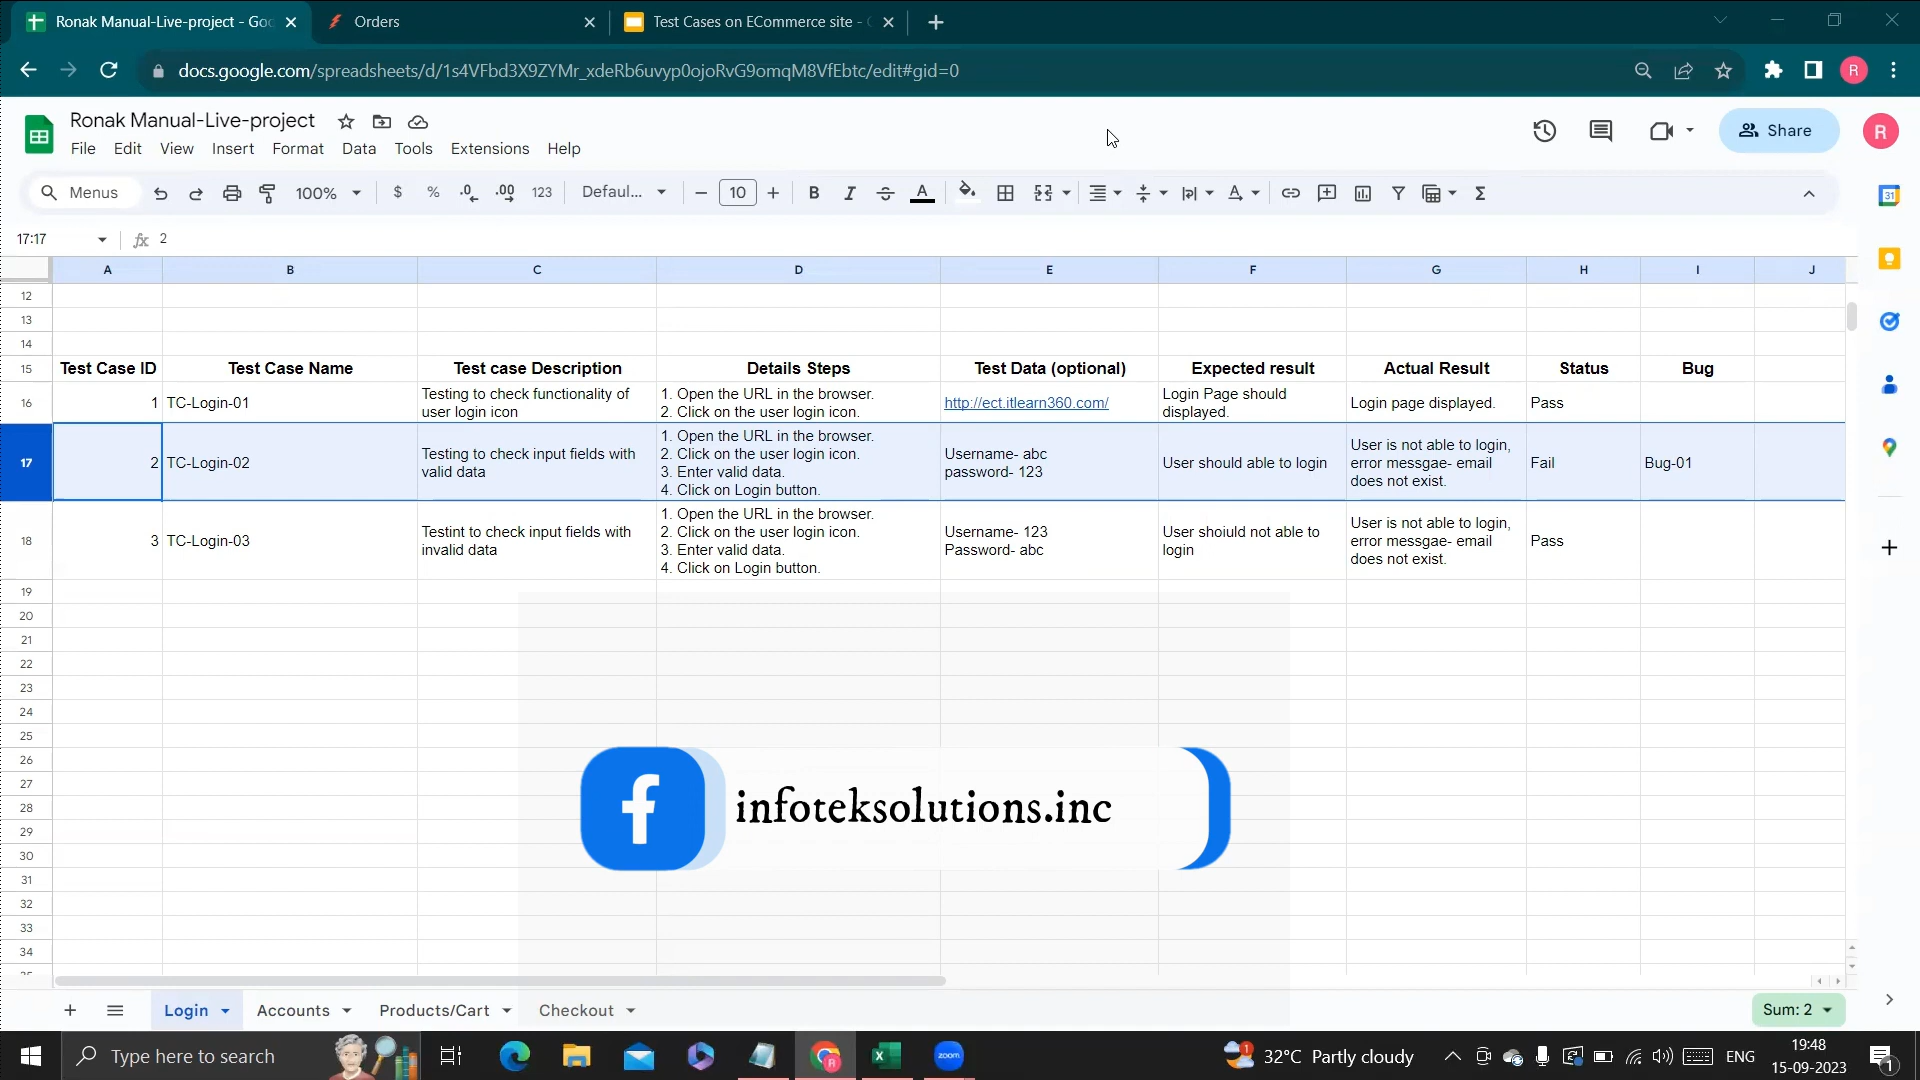 Ronak Manual-Live-project - Goo
Orders
Test Cases on ECommerce site -
docs.google.com/spreadsheets/d/1s4VFbd3X9ZYMr_xdeRb6uvyp0ojoRvG9omqM8VfEbtc/edit#gid=0
R
Ronak Manual-Live-project
File Edit View Insert Format Data Tools Extensions Help
Share
R
Menus
100%
$ % .0 .00 123
Defaul...
10
B I A
31
17:17
fx 2
A B C D E F G H I J
12
13
14
15 Test Case ID Test Case Name Test case Description Details Steps Test Data (optional) Expected result Actual Result Status Bug
16 1 TC-Login-01
Testing to check functionality of
user login icon
1. Open the URL in the browser.
2. Click on the user login icon.
http://ect.itlearn360.com/
Login Page should
displayed.
Login page displayed.
Pass
17 2 TC-Login-02
Testing to check input fields with
valid data
1. Open the URL in the browser.
2. Click on the user login icon.
3. Enter valid data.
4. Click on Login button.
Username- abc
password- 123
User should able to login
User is not able to login,
error messgae- email
does not exist.
Fail
Bug-01
18 3 TC-Login-03
Testint to check input fields with
invalid data
1. Open the URL in the browser.
2. Click on the user login icon.
3. Enter valid data.
4. Click on Login button.
Username- 123
Password- abc
User shoiuld not able to
login
User is not able to login,
error messgae- email
does not exist.
Pass
19
20
21
22
23
24
25
26
27
28
29
30
31
32
33
34
infoteksolutions.inc
Login
Accounts
Products/Cart
Checkout
Sum: 2
Type here to search
zoom
1
32°C Partly cloudy
ENG
19:48
15-09-2023
1